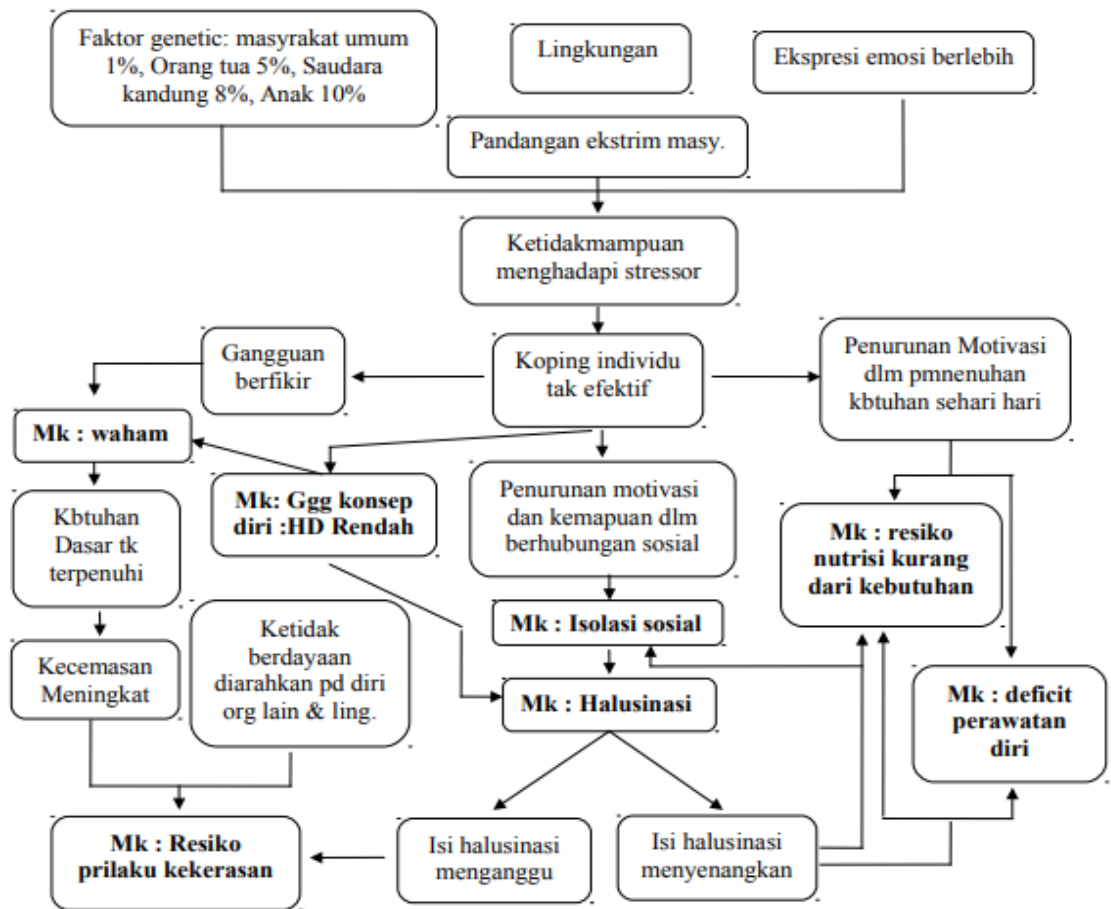 Faktor genetic: masyrakat umum
1%, Orang tua 5%, Saudara
kandung 8%, Anak 10%
Lingkungan
Ekspresi emosi berlebih
Pandangan ekstrim masy.
Ketidakmampuan
menghadapi stressor
Gangguan
berfikir
Koping individu
tak efektif
Penurunan Motivasi
dlm pmnenuhan
kbtuhan sehari hari
Mk : waham
Mk: Ggg konsep
diri :HD Rendah
Penurunan motivasi
dan kemapuan dlm
berhubungan sosial
Mk : resiko
nutrisi kurang
dari kebutuhan
Kbtuhan
Dasar tk
terpenuhi
Mk : Isolasi sosial
Kecemasan
Meningkat
Ketidak
berdayaan
diarahkan pd diri
org lain & ling.
Mk : Halusinasi
Mk : deficit
perawatan
diri
Mk : Resiko
prilaku kekerasan
Isi halusinasi
menganggu
Isi halusinasi
menyenangkan